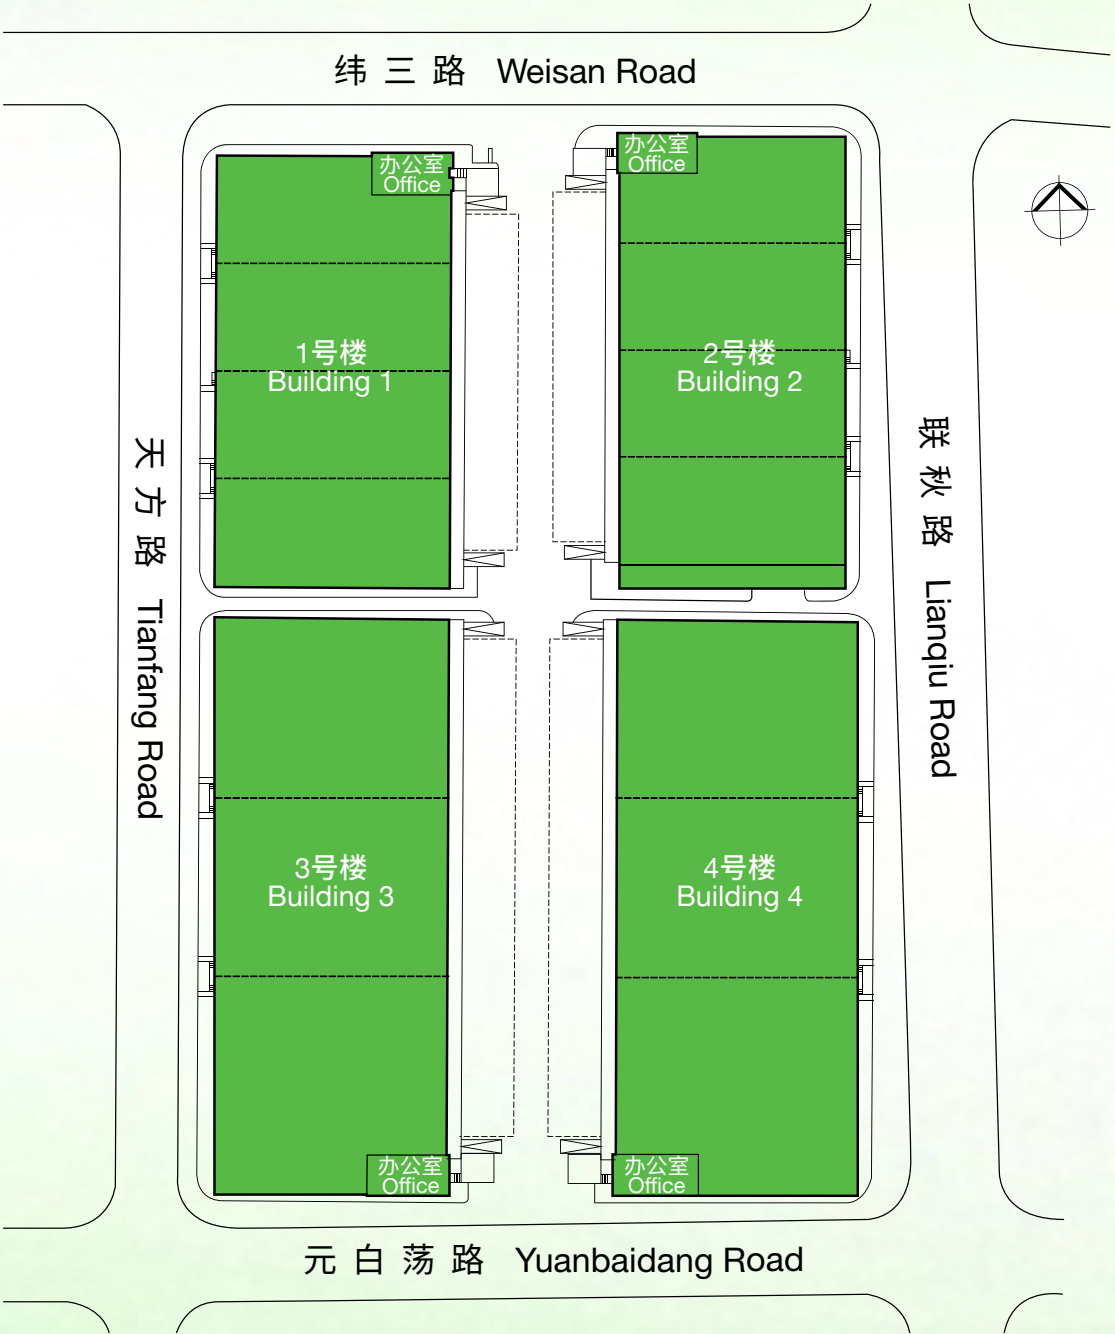 纬三路 Weisan Road
办公室
Office
办公室
Office
1号楼
Building 1
2号楼
Building 2
天方路 Tianfang Road
联秋路 Lianqiu Road
3号楼
Building 3
4号楼
Building 4
办公室
Office
办公室
Office
元白荡路 Yuanbaidang Road